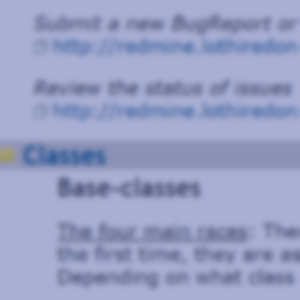 Submit a new BugReport or
http://redmine.lothiredon
Review the status of issues
http://redmine.lothiredon
Classes
Base-classes
The four main races: The
the first time, they are as
Depending on what class